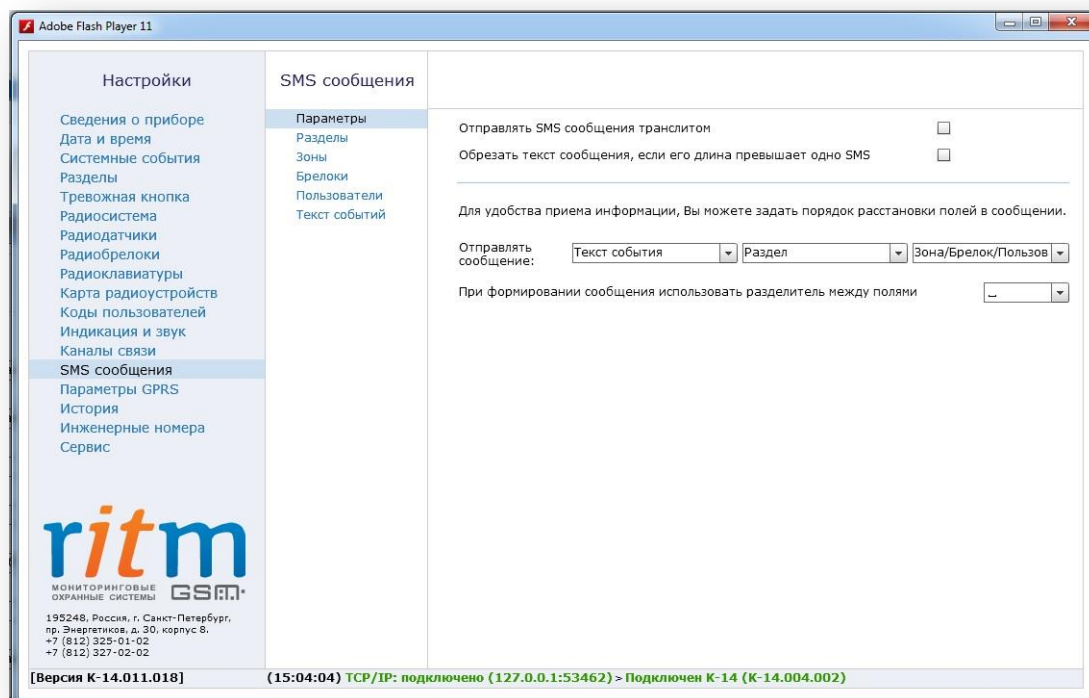 Adobe Flash Player 11
Настройки
Сведения о приборе
Дата и время
Системные события
Разделы
Тревожная кнопка
Радиосистема
Радиодатчики
Радиобрелоки
Радиоклавиатуры
Карта радиоустройств
Коды пользователей
Индикация и звук
Каналы связи
SMS сообщения
Параметры GPRS
История
Инженерные номера
Сервис
ritm
МОНИТОРИНГОВЫЕ
ОХРАННЫЕ СИСТЕМЫ
GSM
195248, Россия, г. Санкт-Петербург,
пр. Энергетиков, д. 30, корпус 8.
+7 (812) 325-01-02
+7 (812) 327-02-02
SMS сообщения
Параметры
Разделы
Зоны
Брелоки
Пользователи
Текст событий
Отправлять SMS сообщения транслитом
Обрезать текст сообщения, если его длина превышает одно SMS
Для удобства приема информации, Вы можете задать порядок расстановки полей в сообщении.
Отправлять
сообщение:
Текст события
Раздел
Зона/Брелок/Пользов
При формировании сообщения использовать разделитель между полями
[Версия К-14.011.018]
(15:04:04) TCP/IP: подключено (127.0.0.1:53462) > Подключен К-14 (К-14.004.002)